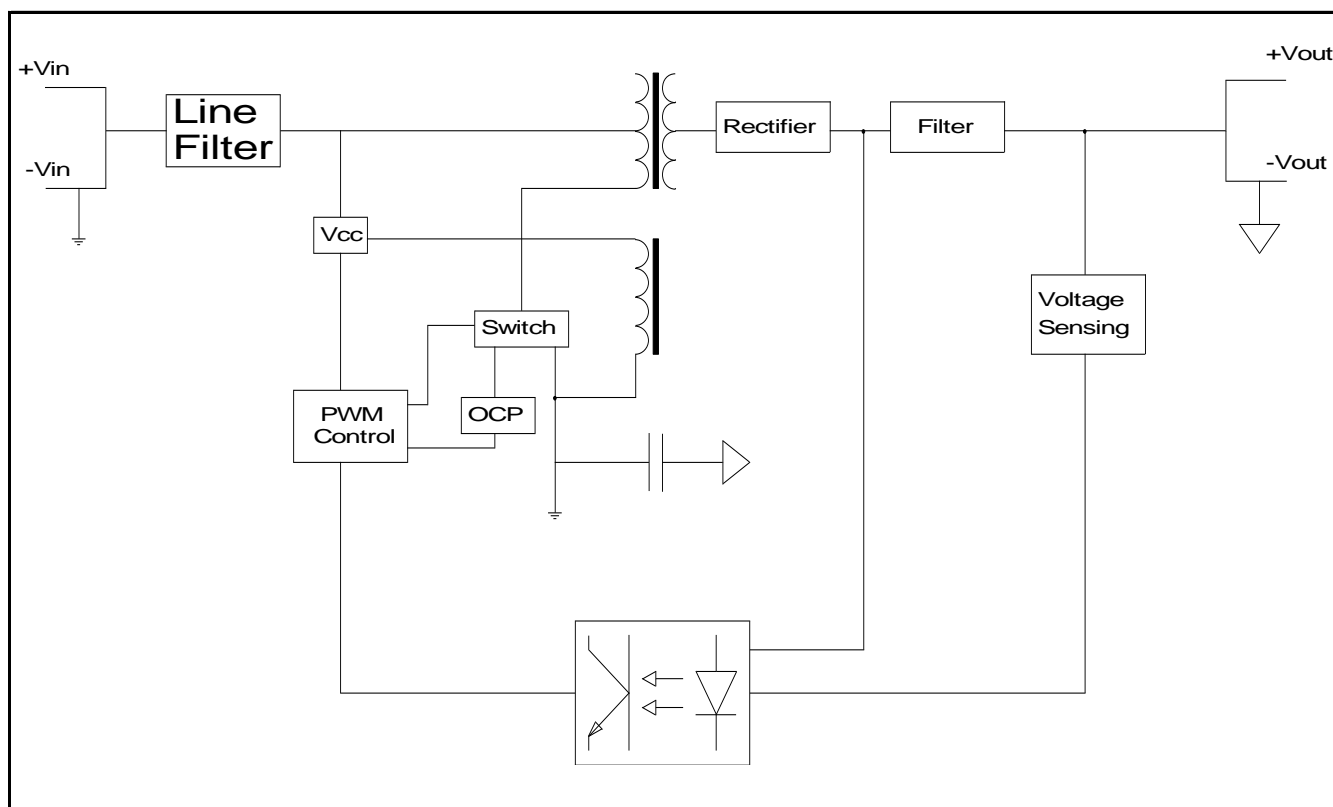 +Vin
-Vin
Line
Filter
Rectifier
Filter
+Vout
-Vout
Vcc
Switch
OCP
PWM
Control
Voltage
Sensing